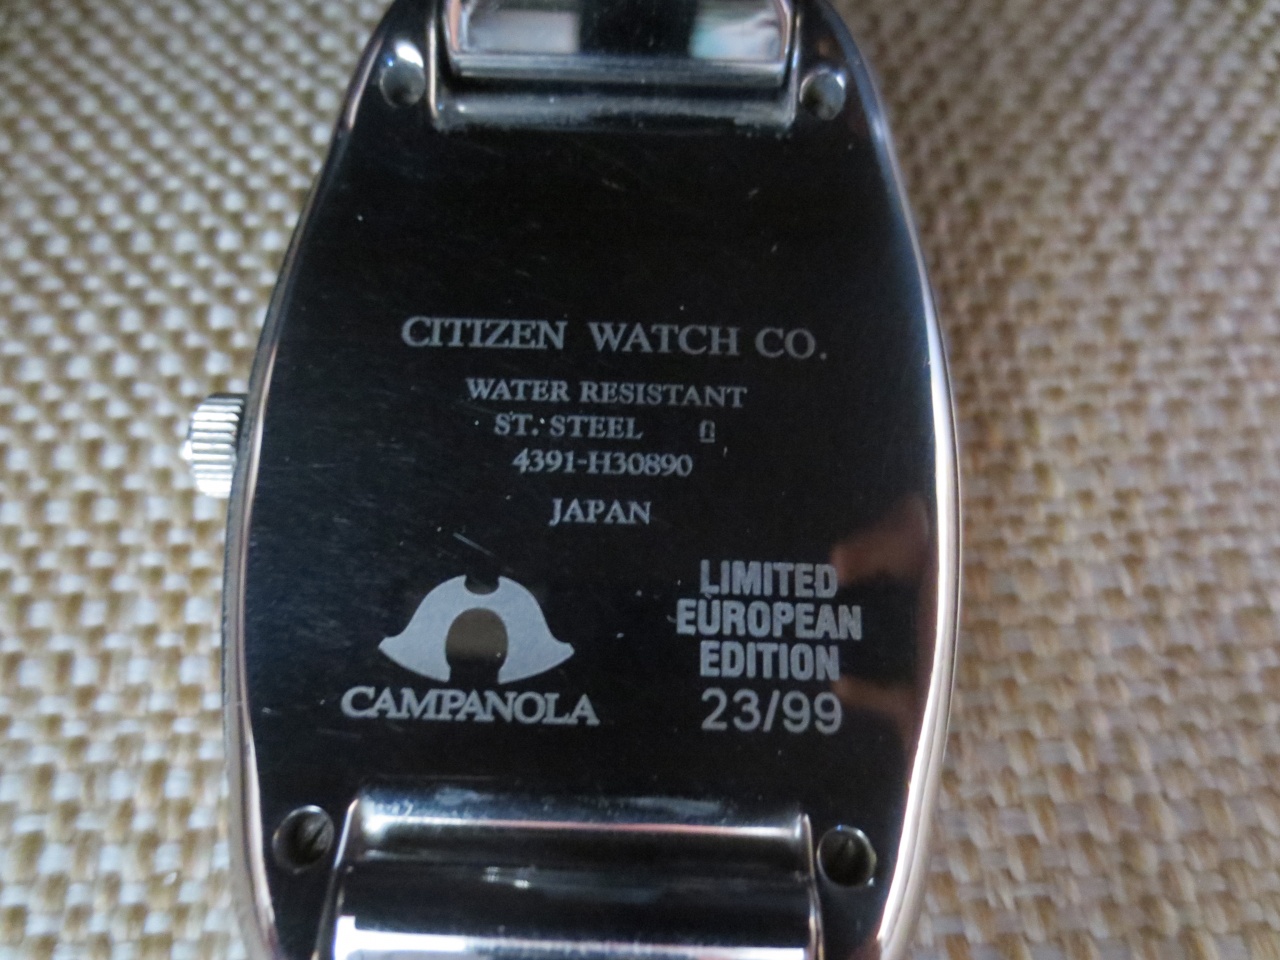 CITIZEN WATCH CO.
WATER RESISTANT
ST. STEEL
4391-H30890
JAPAN
CAMPANOLA
LIMITED
EUROPEAN
EDITION
23/99